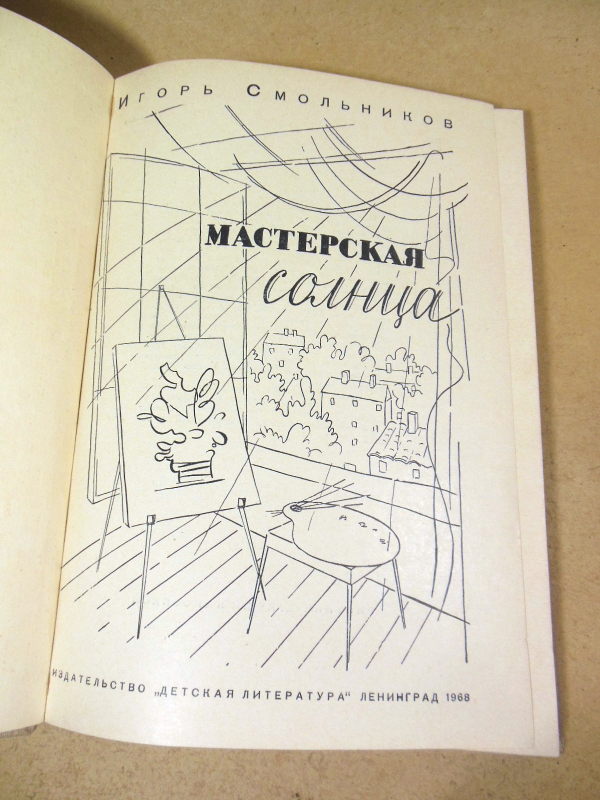 Игорь Смольников
МАСТЕРСКАЯ
солнца
ИЗДАТЕЛЬСТВО „ДЕТСКАЯ ЛИТЕРАТУРА" ЛЕНИНГРАД 1968